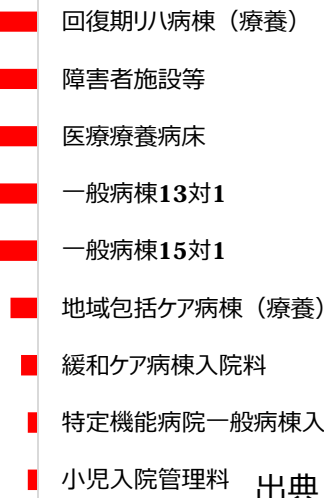 回復期リハ病棟（療養）
障害者施設等
医療療養病床
一般病棟13対1
一般病棟15対1
地域包括ケア病棟（療養）
緩和ケア病棟入院料
特定機能病院一般病棟入
小児入院管理料
出典